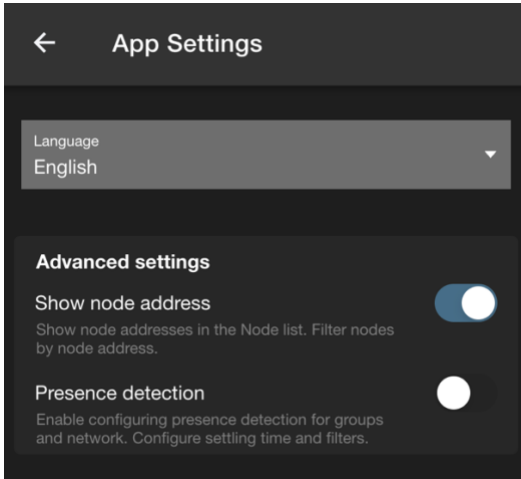 App Settings
Language
English
Advanced settings
Show node address
Show node addresses in the Node list. Filter nodes
by node address.
Presence detection
Enable configuring presence detection for groups
and network. Configure settling time and filters.